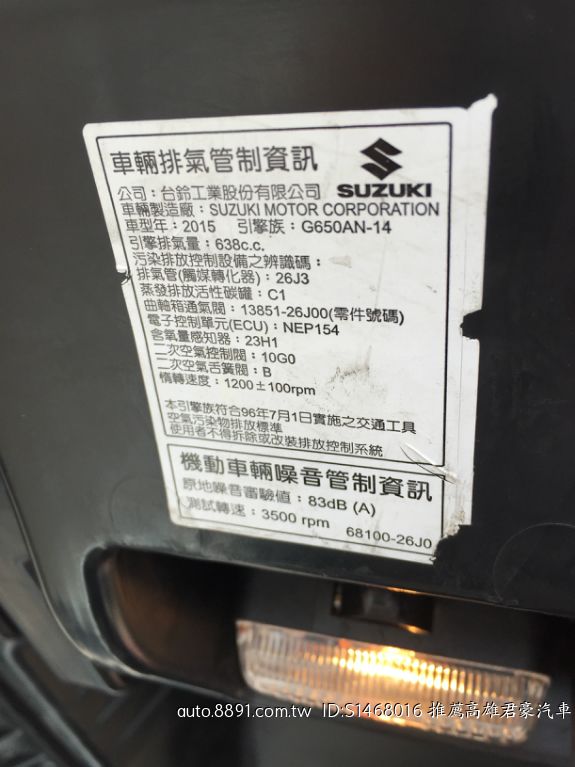 車輛排氣管制資訊
SUZUKI
公司：台鈴工業股份有限公司
車輛製造廠：SUZUKI MOTOR CORPORATION
車型年：2015 引擎族：G650AN-14
引擎排氣量：638c.c.
污染排放控制設備之辨識碼：
排氣管(觸媒轉化器)：26J3
蒸發排放活性碳罐：C1
曲軸箱通氣閥：13851-26J00(零件號碼)
電子控制單元(ECU)：NEP154
含氧量感知器：23H1
二次空氣控制閥：10G0
二次空氣舌簧閥：B
惰轉速度：1200±100rpm
本引擎族符合96年7月1日實施之交通工具
空氣污染物排放標準
使用者不得拆除或改裝排放控制系統
機動車輛噪音管制資訊
原地噪音審驗值：83dB (A)
測試轉速：3500 rpm
68100-26J0
auto.8891.com.tw ID:S1468016 推薦高雄君豪汽車